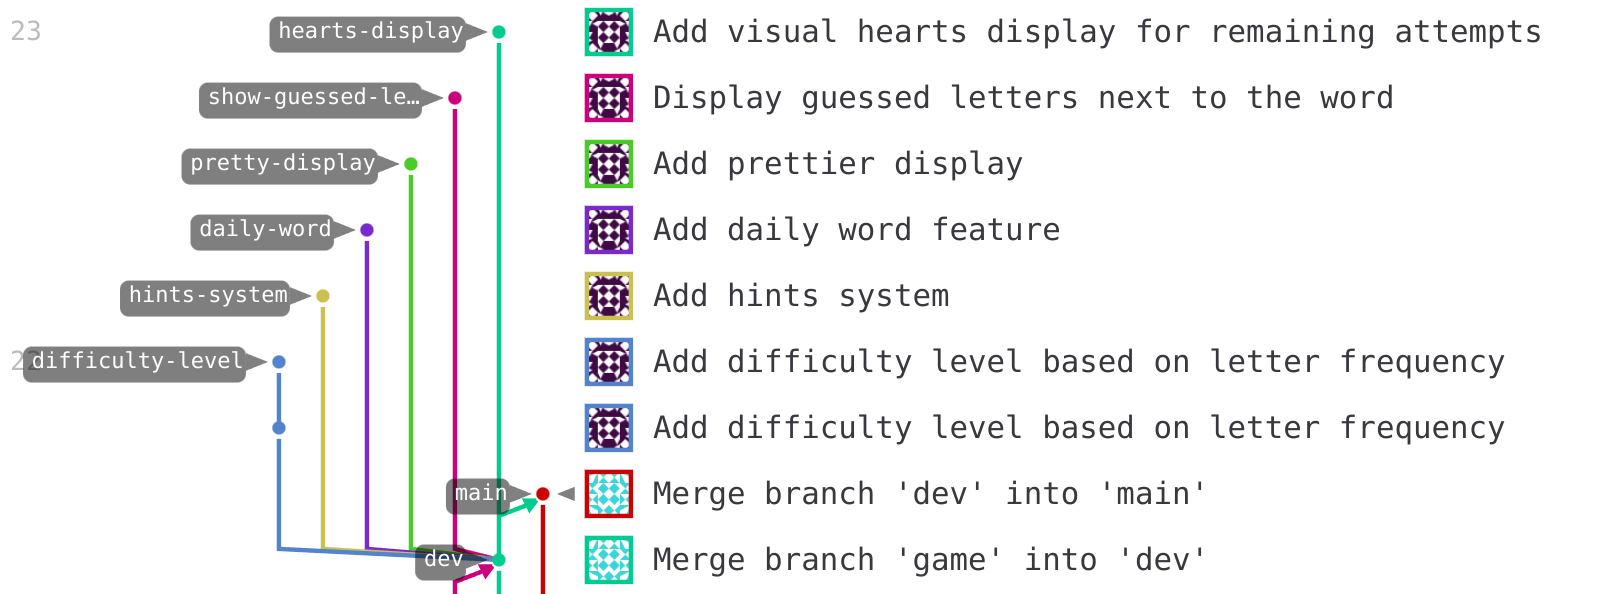 23 hearts-display Add visual hearts display for remaining attempts
show-guessed-le… Display guessed letters next to the word
pretty-display Add prettier display
daily-word Add daily word feature
hints-system Add hints system
difficulty-level Add difficulty level based on letter frequency
Add difficulty level based on letter frequency
main Merge branch 'dev' into 'main'
dev Merge branch 'game' into 'dev'